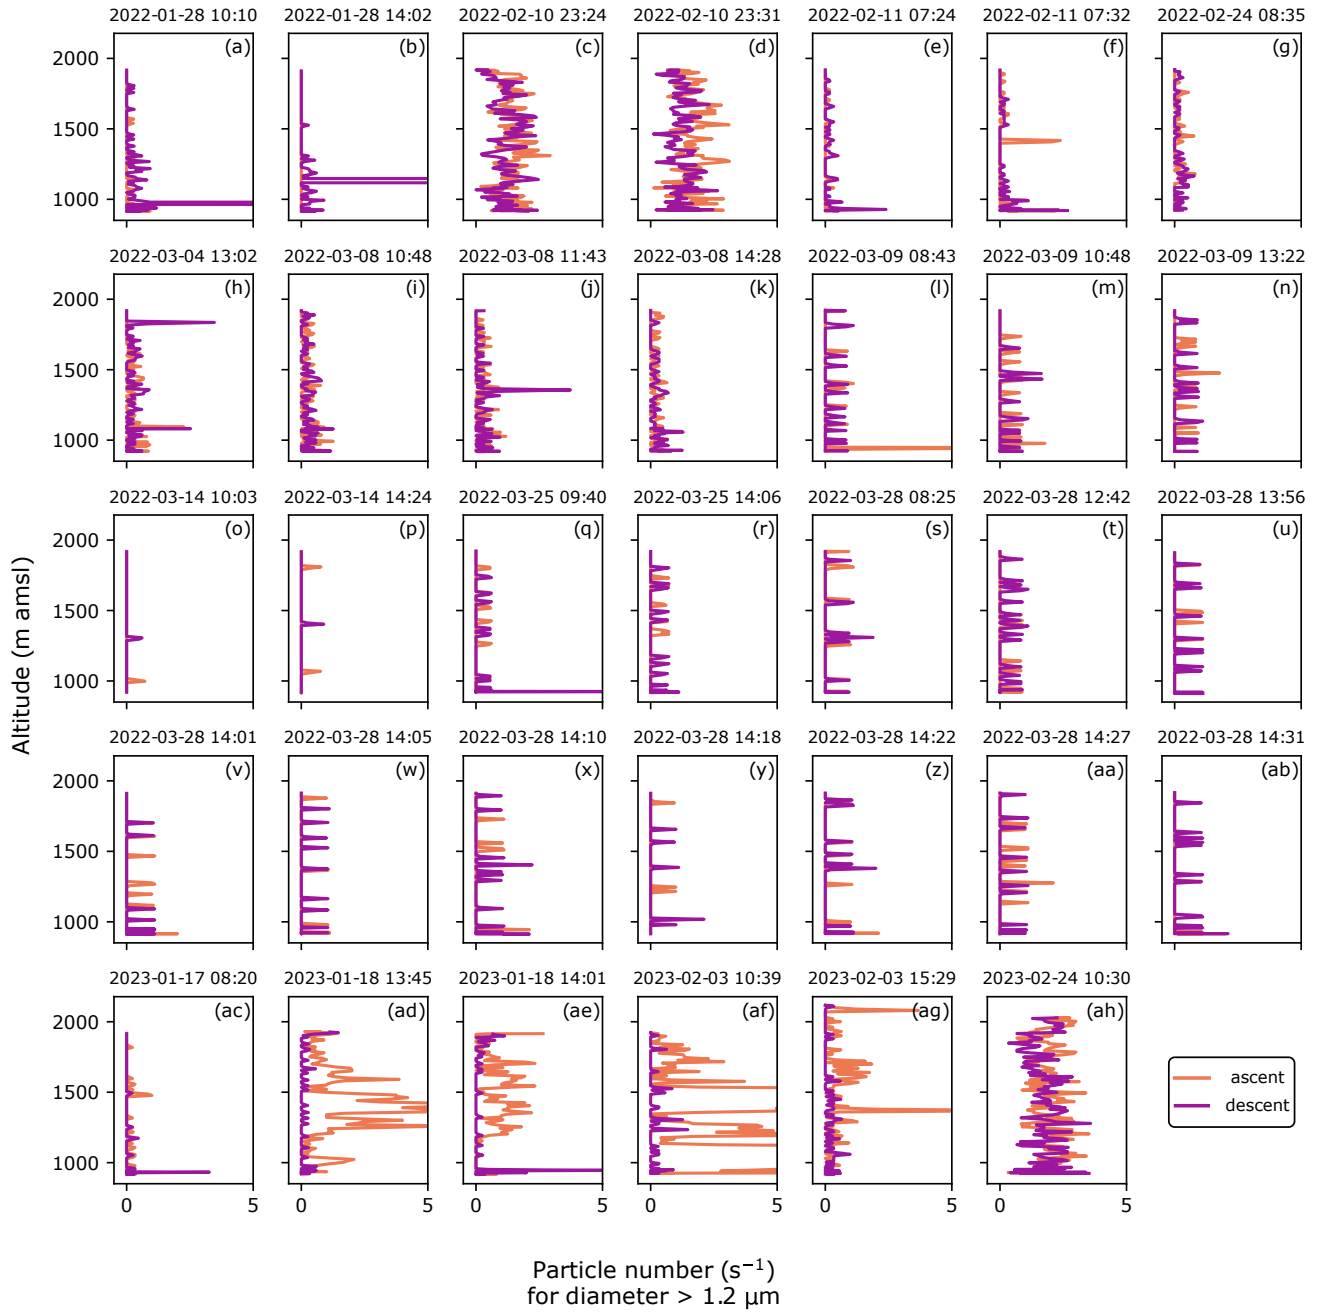 2022-01-28 10:10 2022-01-28 14:02 2022-02-10 23:24 2022-02-10 23:31 2022-02-11 07:24 2022-02-11 07:32 2022-02-24 08:35
(a) (b) (c) (d) (e) (f) (g)
2000
1500
1000
2022-03-04 13:02 2022-03-08 10:48 2022-03-08 11:43 2022-03-08 14:28 2022-03-09 08:43 2022-03-09 10:48 2022-03-09 13:22
(h) (i) (j) (k) (l) (m) (n)
2000
1500
1000
2022-03-14 10:03 2022-03-14 14:24 2022-03-25 09:40 2022-03-25 14:06 2022-03-28 08:25 2022-03-28 12:42 2022-03-28 13:56
(o) (p) (q) (r) (s) (t) (u)
2000
1500
1000
Altitude (m amsl)
2022-03-28 14:01 2022-03-28 14:05 2022-03-28 14:10 2022-03-28 14:18 2022-03-28 14:22 2022-03-28 14:27 2022-03-28 14:31
(v) (w) (x) (y) (z) (aa) (ab)
2000
1500
1000
2023-01-17 08:20 2023-01-18 13:45 2023-01-18 14:01 2023-02-03 10:39 2023-02-03 15:29 2023-02-24 10:30
(ac) (ad) (ae) (af) (ag) (ah)
2000
1500
1000
ascent
descent
0 5 0 5 0 5 0 5 0 5 0 5
Particle number (s⁻¹)
for diameter > 1.2 μm